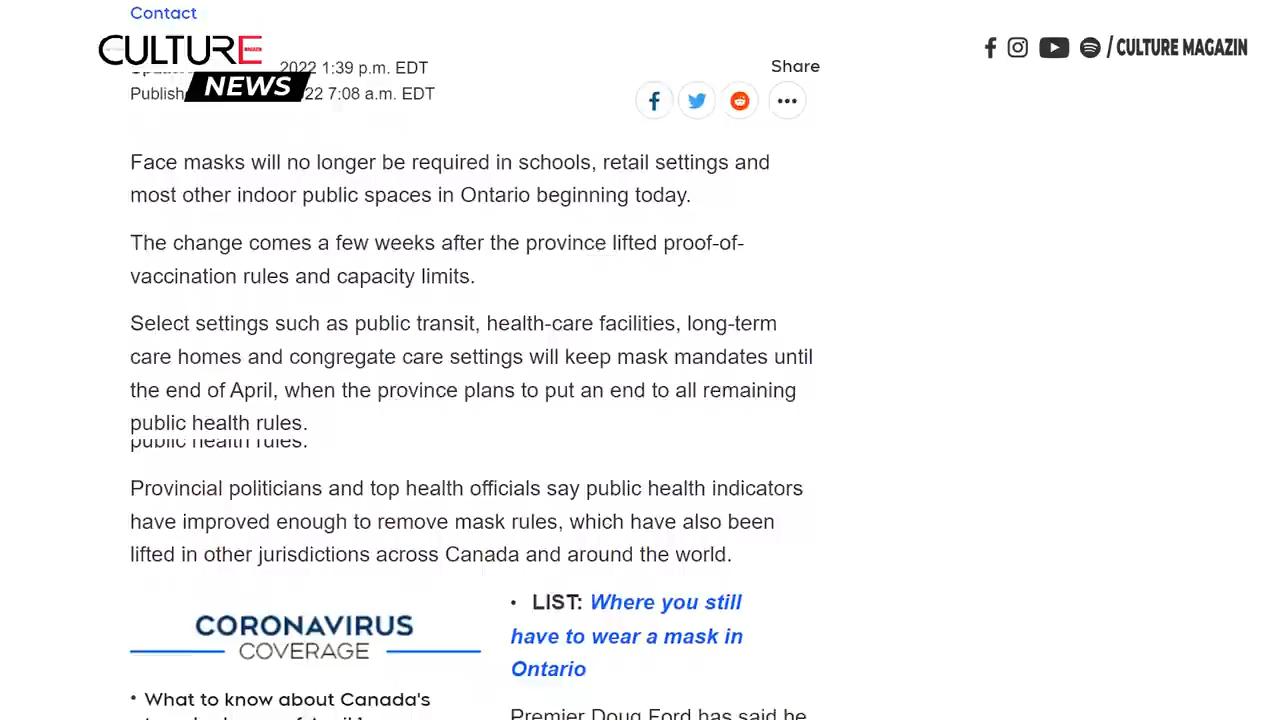 Contact
CULTURE
NEWS
/ CULTURE MAGAZIN
2022 1:39 p.m. EDT
Share
Publish 22 7:08 a.m. EDT
Face masks will no longer be required in schools, retail settings and
most other indoor public spaces in Ontario beginning today.
The change comes a few weeks after the province lifted proof-of-
vaccination rules and capacity limits.
Select settings such as public transit, health-care facilities, long-term
care homes and congregate care settings will keep mask mandates until
the end of April, when the province plans to put an end to all remaining
public health rules.
public health rules.
Provincial politicians and top health officials say public health indicators
have improved enough to remove mask rules, which have also been
lifted in other jurisdictions across Canada and around the world.
CORONAVIRUS
COVERAGE
• What to know about Canada's
• LIST: Where you still
have to wear a mask in
Ontario
Premier Doug Ford has said he